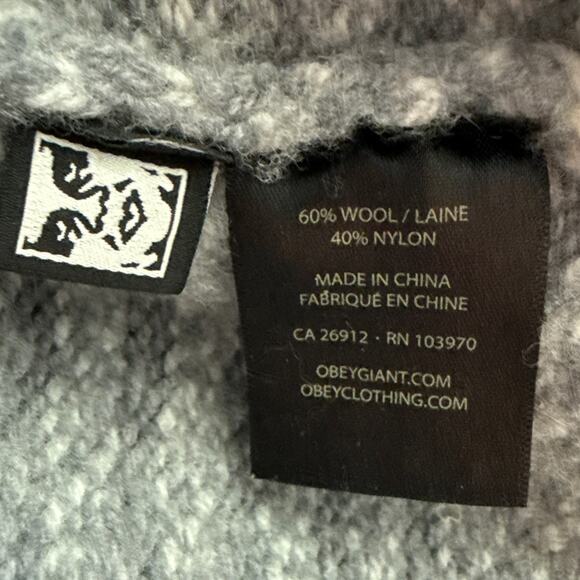 60% WOOL / LAINE
40% NYLON
MADE IN CHINA
FABRIQUÉ EN CHINE
CA 26912 · RN 103970
OBEYGIANT.COM
OBEYCLOTHING.COM